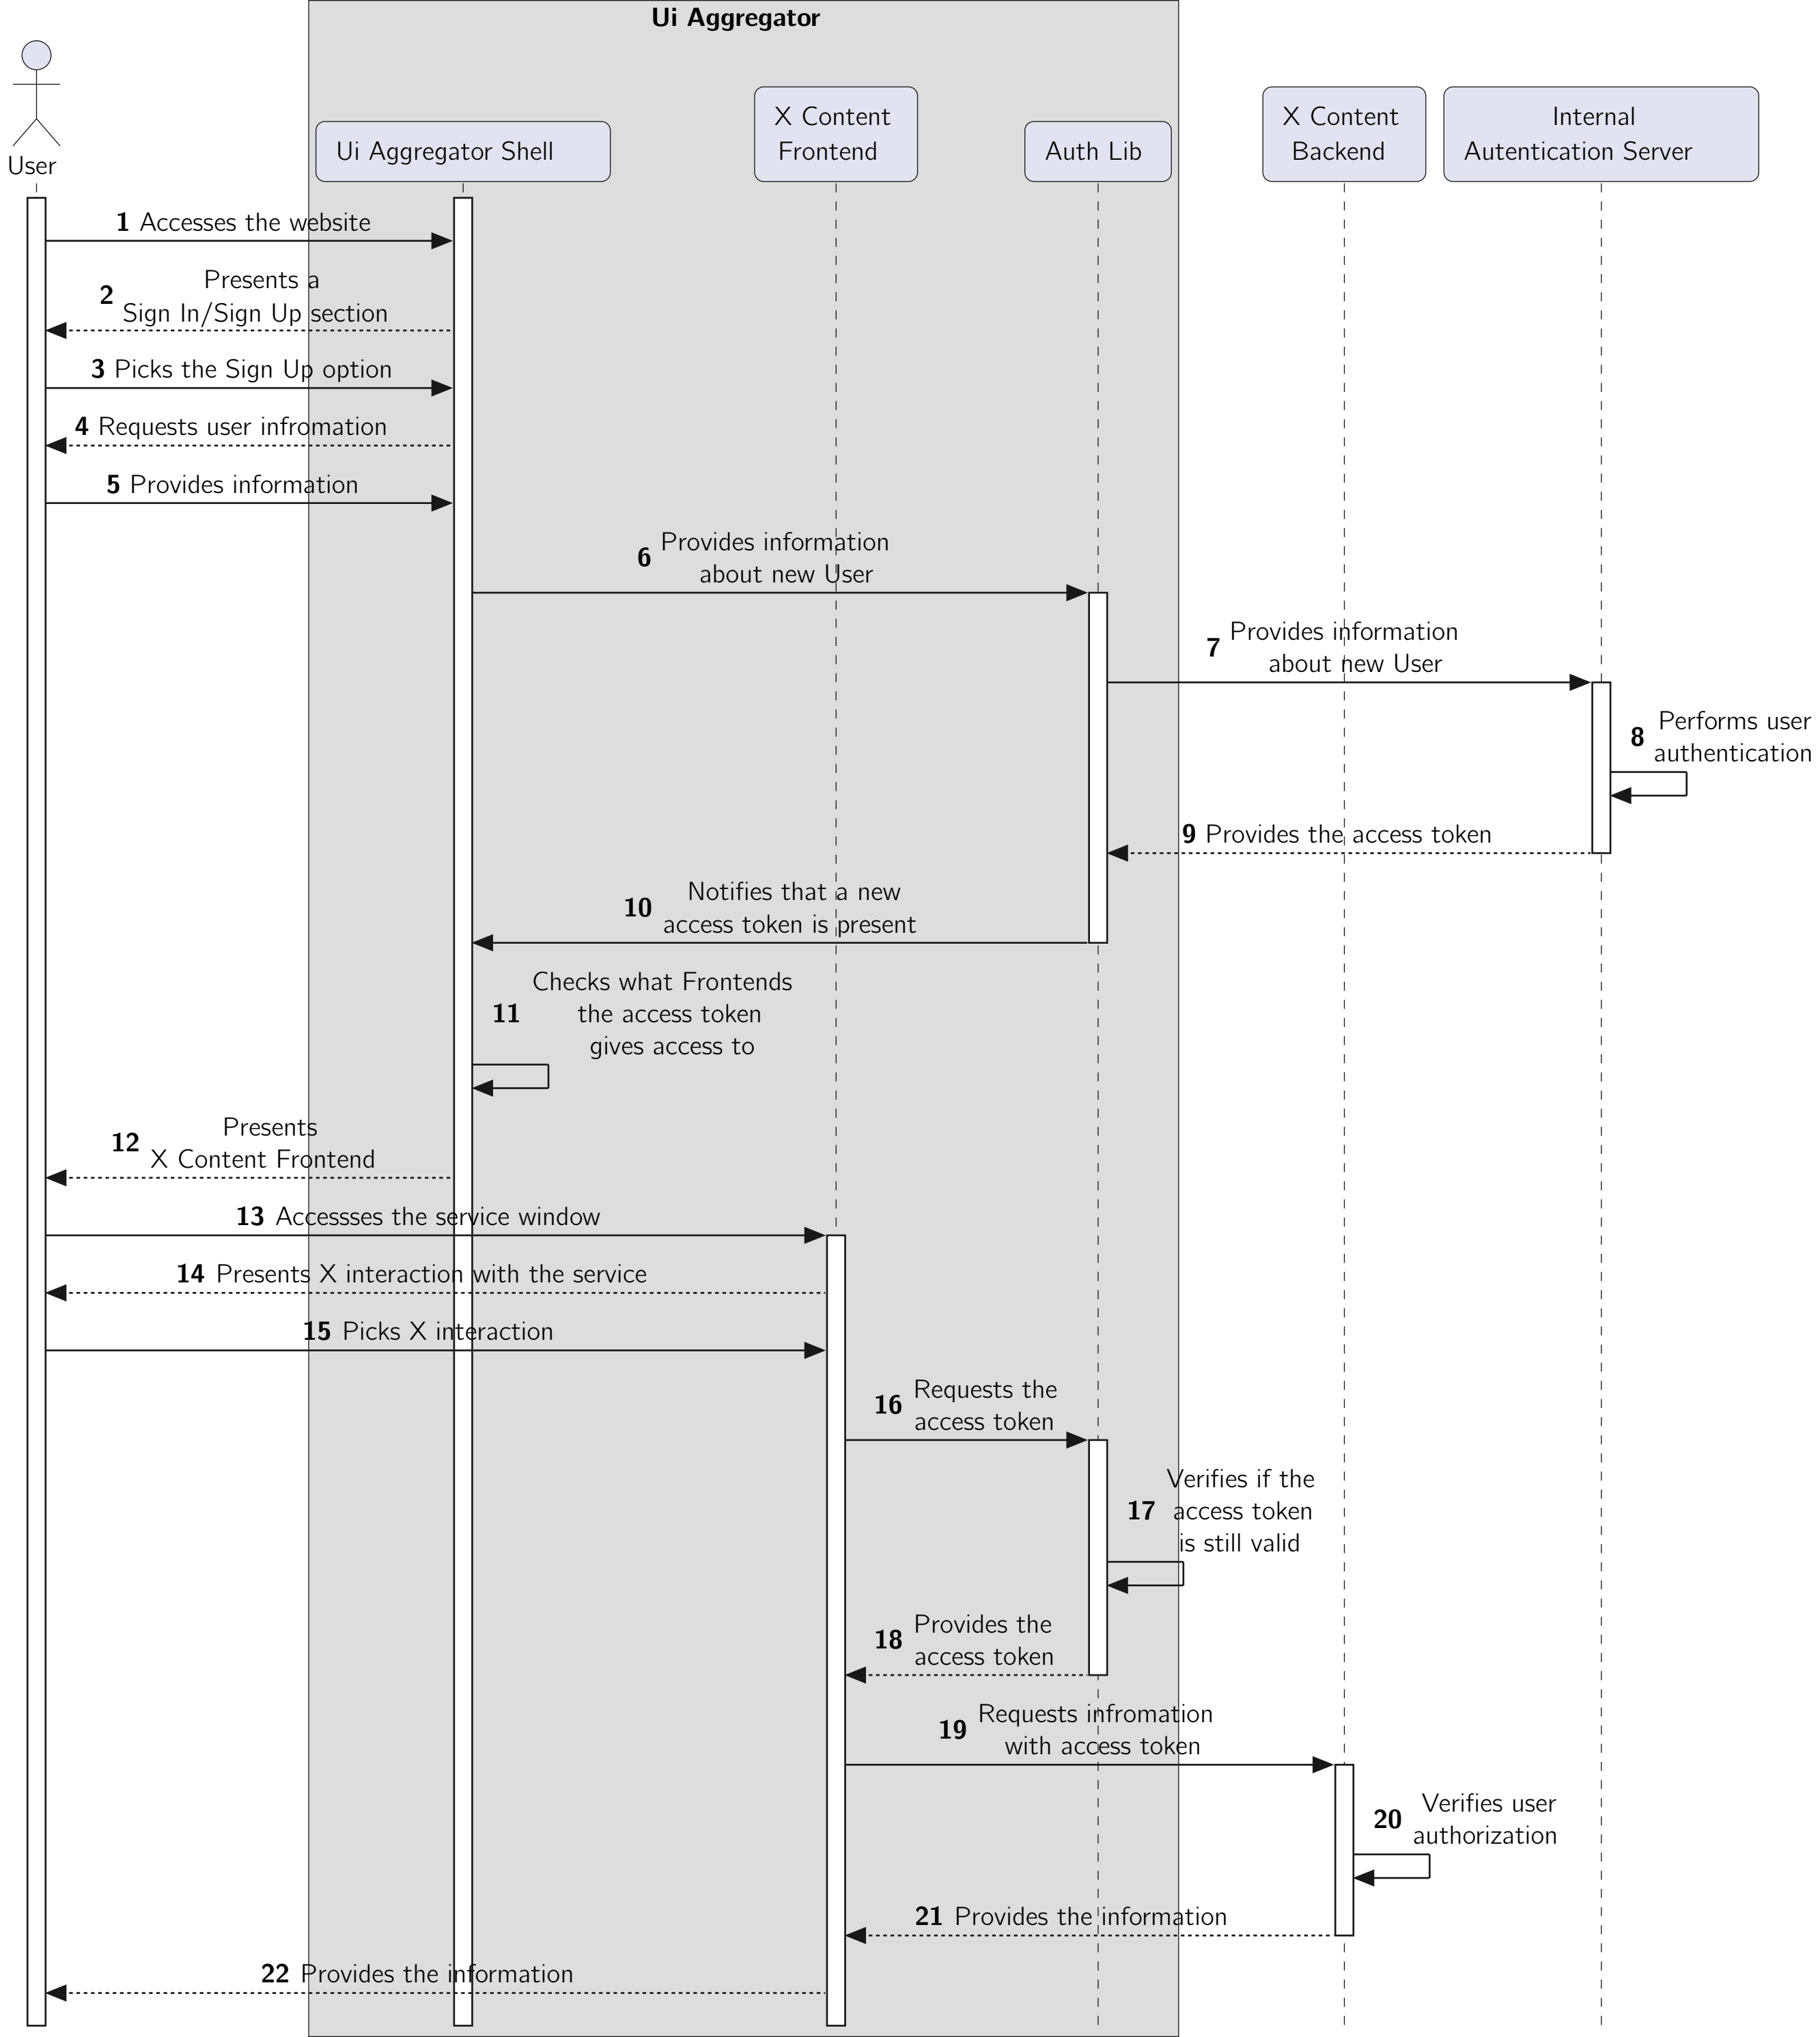 Ui Aggregator
User
Ui Aggregator Shell
X Content
Frontend
Auth Lib
X Content
Backend
Internal
Autentication Server
1 Accesses the website
2 Presents a
Sign In/Sign Up section
3 Picks the Sign Up option
4 Requests user infromation
5 Provides information
6 Provides information
about new User
7 Provides information
about new User
8 Performs user
authentication
9 Provides the access token
10 Notifies that a new
access token is present
11 Checks what Frontends
the access token
gives access to
12 Presents
X Content Frontend
13 Accessses the service window
14 Presents X interaction with the service
15 Picks X interaction
16 Requests the
access token
17 Verifies if the
access token
is still valid
18 Provides the
access token
19 Requests infromation
with access token
20 Verifies user
authorization
21 Provides the information
22 Provides the information